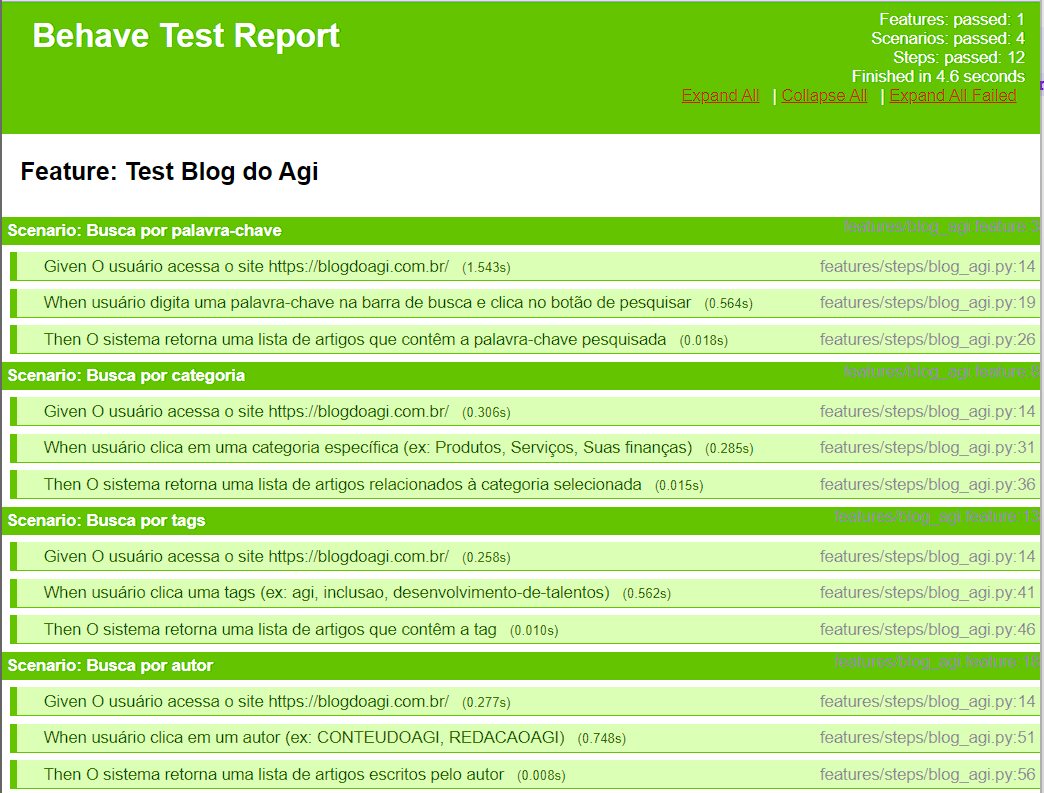 Behave Test Report
Features: passed: 1
Scenarios: passed: 4
Steps: passed: 12
Finished in 4.6 seconds
Expand All | Collapse All | Expand All Failed
Feature: Test Blog do Agi
Scenario: Busca por palavra-chave features/blog_agi.feature:3
Given O usuário acessa o site https://blogdoagi.com.br/ (1.543s) features/steps/blog_agi.py:14
When usuário digita uma palavra-chave na barra de busca e clica no botão de pesquisar (0.564s) features/steps/blog_agi.py:19
Then O sistema retorna uma lista de artigos que contêm a palavra-chave pesquisada (0.018s) features/steps/blog_agi.py:26
Scenario: Busca por categoria features/blog_agi.feature:8
Given O usuário acessa o site https://blogdoagi.com.br/ (0.306s) features/steps/blog_agi.py:14
When usuário clica em uma categoria específica (ex: Produtos, Serviços, Suas finanças) (0.285s) features/steps/blog_agi.py:31
Then O sistema retorna uma lista de artigos relacionados à categoria selecionada (0.015s) features/steps/blog_agi.py:36
Scenario: Busca por tags features/blog_agi.feature:13
Given O usuário acessa o site https://blogdoagi.com.br/ (0.258s) features/steps/blog_agi.py:14
When usuário clica uma tags (ex: agi, inclusao, desenvolvimento-de-talentos) (0.562s) features/steps/blog_agi.py:41
Then O sistema retorna uma lista de artigos que contêm a tag (0.010s) features/steps/blog_agi.py:46
Scenario: Busca por autor features/blog_agi.feature:18
Given O usuário acessa o site https://blogdoagi.com.br/ (0.277s) features/steps/blog_agi.py:14
When usuário clica em um autor (ex: CONTEUDOAGI, REDACAOAGI) (0.748s) features/steps/blog_agi.py:51
Then O sistema retorna uma lista de artigos escritos pelo autor (0.008s) features/steps/blog_agi.py:56